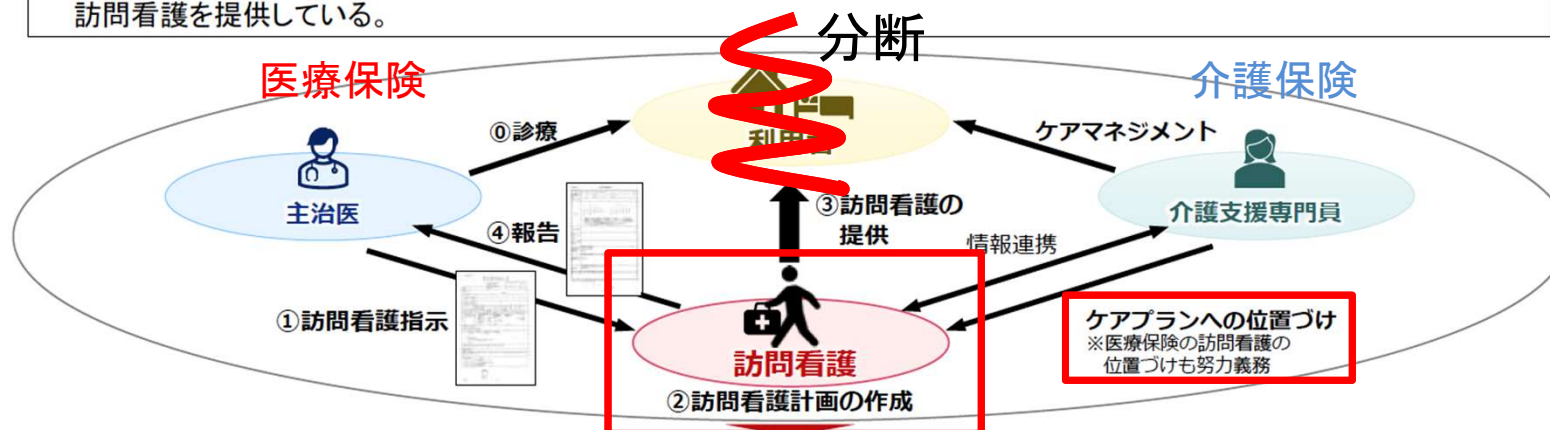 訪問看護を提供している。
分断
医療保険
介護保険
⓪診療
利用者
ケアマネジメント
主治医
介護支援専門員
③訪問看護の
提供
④報告
情報連携
①訪問看護指示
ケアプランへの位置づけ
※医療保険の訪問看護の
位置づけも努力義務
訪問看護
②訪問看護計画の作成